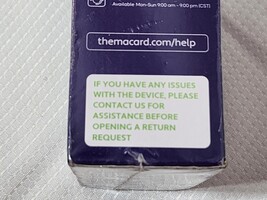 Available Mon-Sun 9:00 am - 9:00 pm (CST)
themacard.com/help
IF YOU HAVE ANY ISSUES
WITH THE DEVICE, PLEASE
CONTACT US FOR
ASSISTANCE BEFORE
OPENING A RETURN
REQUEST